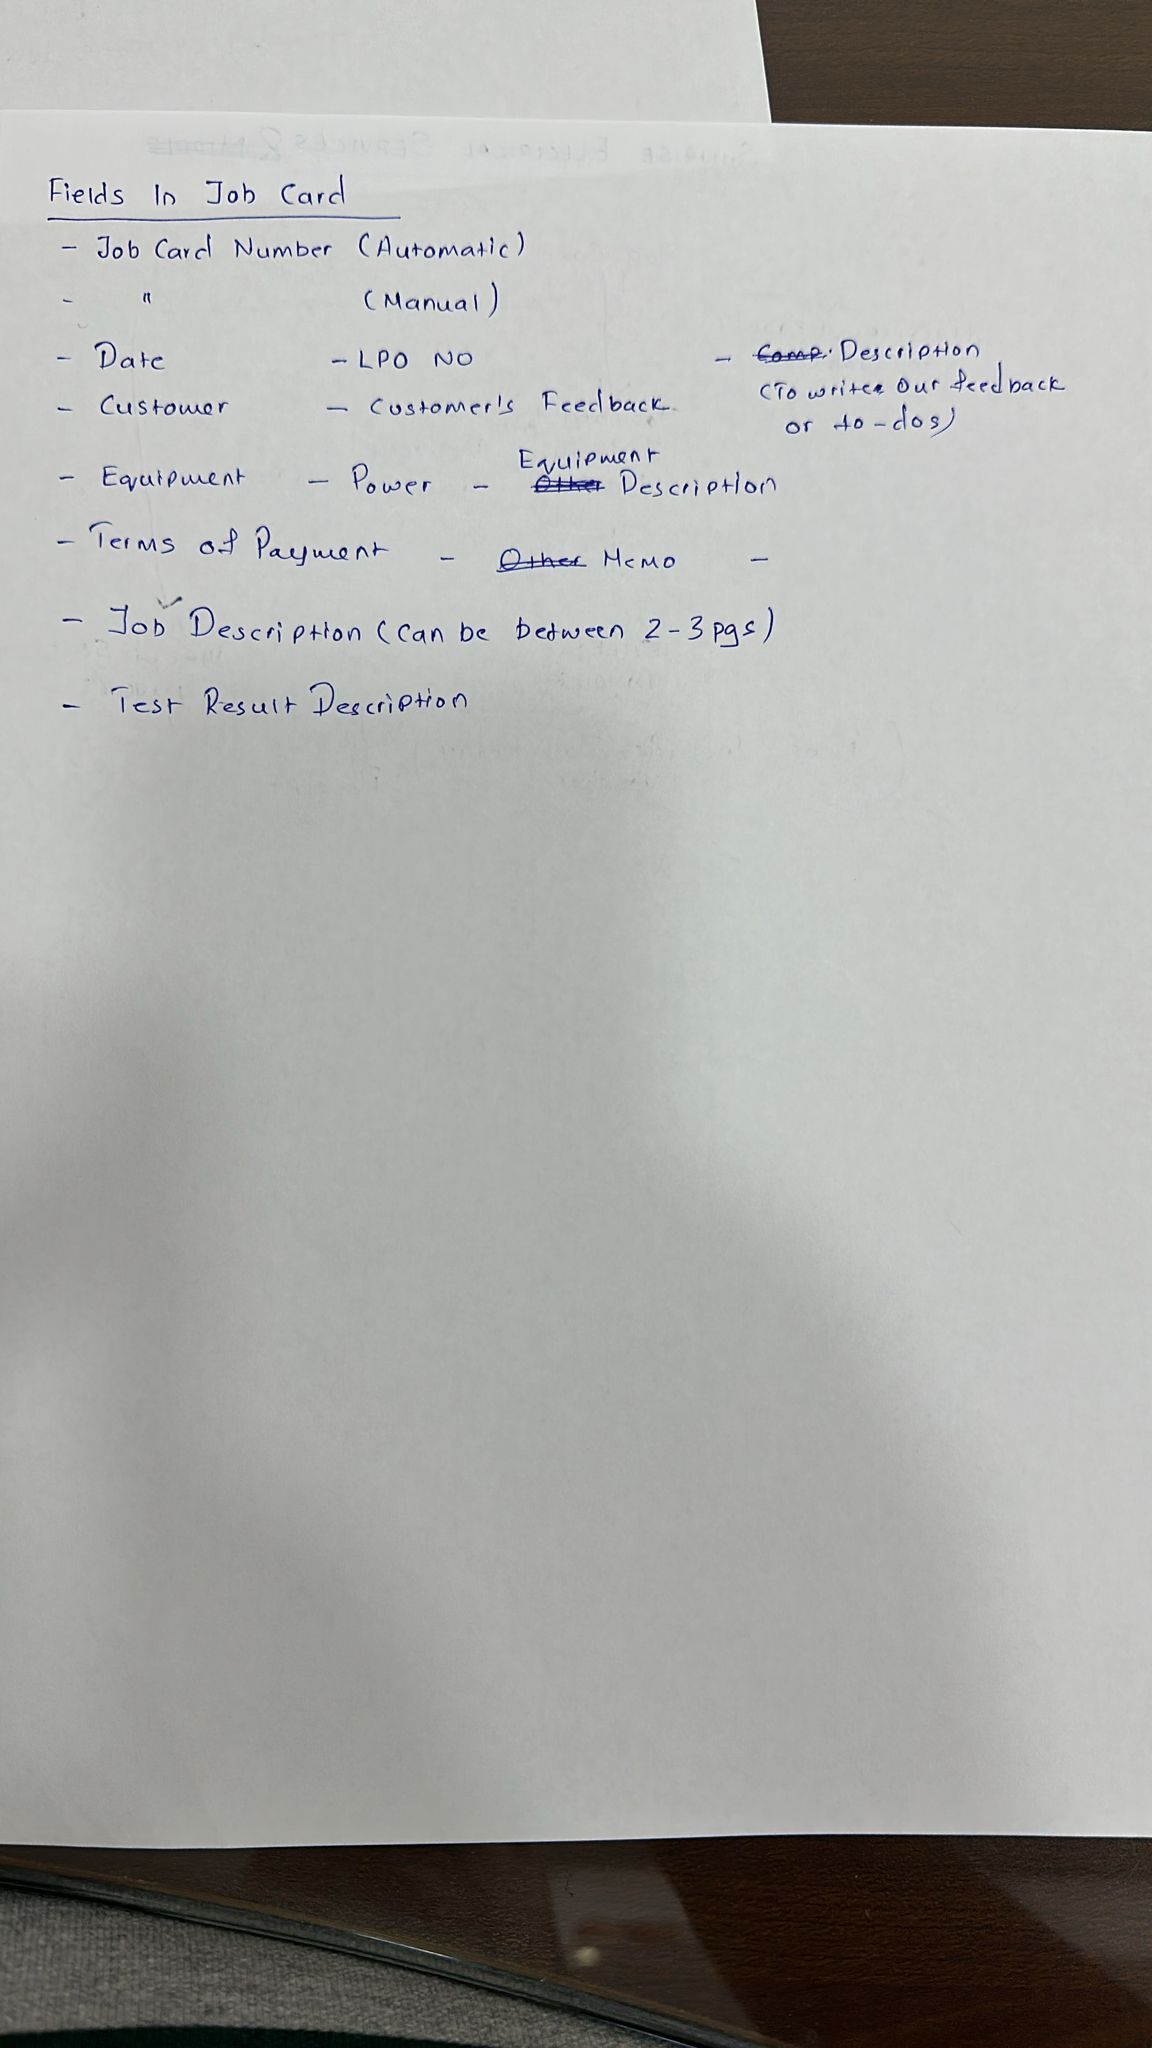 Fields In Job Card
- Job Card Number (Automatic)
- " (Manual)
- Date - LPO NO - Comp. Description
(To write our feedback
or to-dos)
- Customer - Customer's Feedback.
Equipment
- Equipment - Power - Other Description
- Terms of Payment - Other Memo -
- Job Description (can be between 2-3 pgs)
- Test Result Description